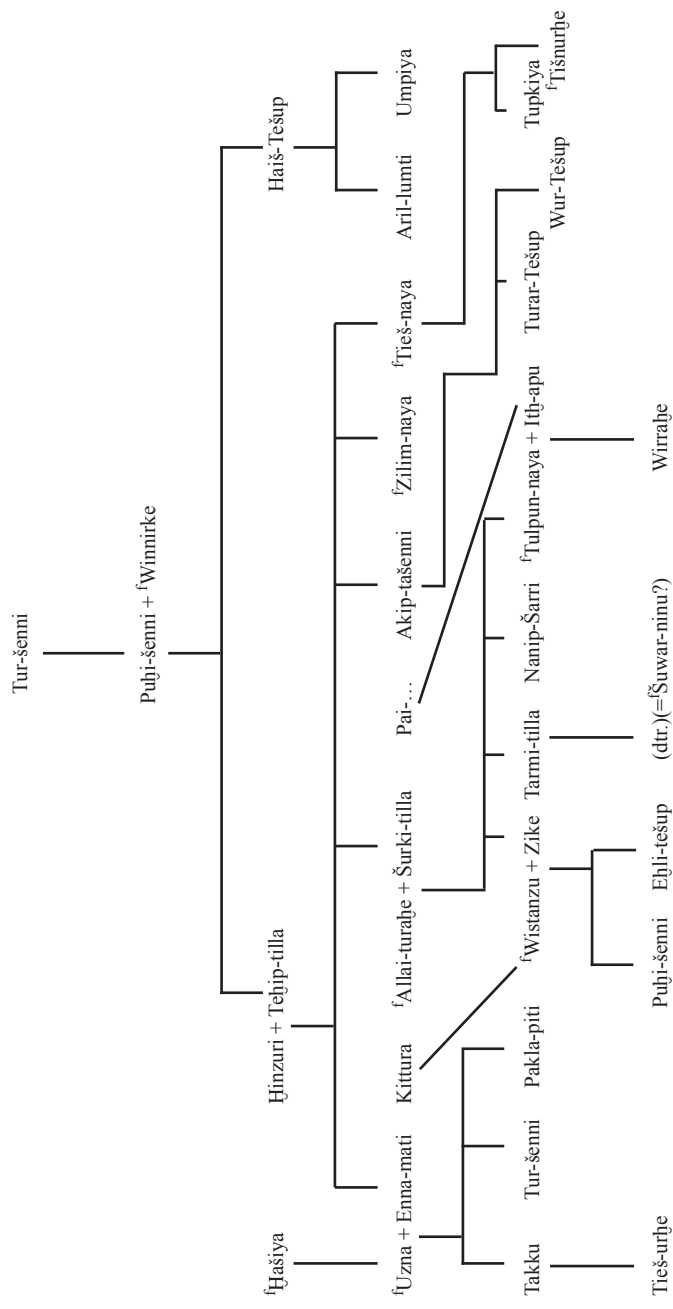 Tur-šenni
Puḫi-šenni + ᶠWinnirke
Ḫinzuri + Teḫip-tilla
Haiš-Tešup
ᶠḪašiya
ᶠUzna + Enna-mati
Kittura
ᶠAllai-turaḫe + Šurki-tilla
Pai-…
Akip-tašenni
ᶠZilim-naya
ᶠTieš-naya
Aril-lumti
Umpiya
Takku
Tur-šenni
Pakla-piti
ᶠWistanzu + Zike
Tarmi-tilla
Nanip-Šarri
ᶠTulpun-naya + Itḫ-apu
Turar-Tešup
Wur-Tešup
Tupkiya
ᶠTišnurḫe
Tieš-urḫe
Puḫi-šenni
Eḫli-tešup
(dtr.)(=ᶠŠuwar-ninu?)
Wirraḫe